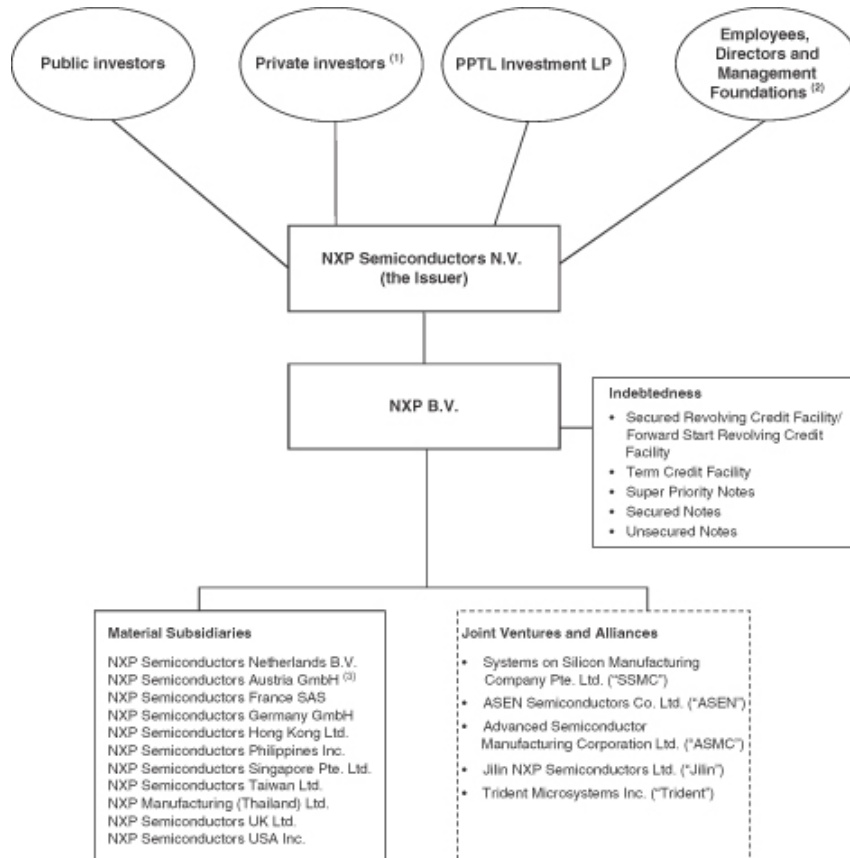 Public investors
Private investors (1)
PPTL Investment LP
Employees,
Directors and
Management
Foundations (2)
NXP Semiconductors N.V.
(the Issuer)
NXP B.V.
Indebtedness
• Secured Revolving Credit Facility/
Forward Start Revolving Credit
Facility
• Term Credit Facility
• Super Priority Notes
• Secured Notes
• Unsecured Notes
Material Subsidiaries
NXP Semiconductors Netherlands B.V.
NXP Semiconductors Austria GmbH (3)
NXP Semiconductors France SAS
NXP Semiconductors Germany GmbH
NXP Semiconductors Hong Kong Ltd.
NXP Semiconductors Philippines Inc.
NXP Semiconductors Singapore Pte. Ltd.
NXP Semiconductors Taiwan Ltd.
NXP Manufacturing (Thailand) Ltd.
NXP Semiconductors UK Ltd.
NXP Semiconductors USA Inc.
Joint Ventures and Alliances
• Systems on Silicon Manufacturing
Company Pte. Ltd. (“SSMC”)
• ASEN Semiconductors Co. Ltd. (“ASEN”)
• Advanced Semiconductor
Manufacturing Corporation Ltd. (“ASMC”)
• Jilin NXP Semiconductors Ltd. (“Jilin”)
• Trident Microsystems Inc. (“Trident”)